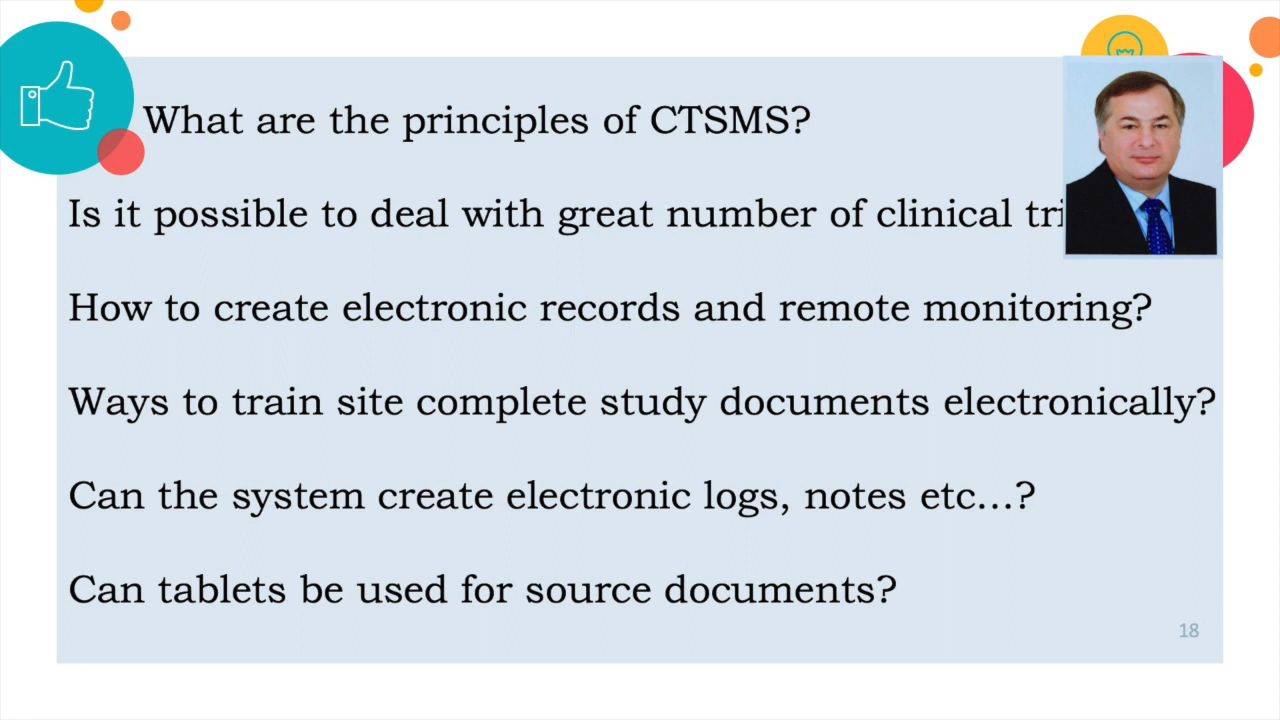 What are the principles of CTSMS?
Is it possible to deal with great number of clinical
How to create electronic records and remote monitoring?
Ways to train site complete study documents electronically?
Can the system create electronic logs, notes etc...?
Can tablets be used for source documents?
18